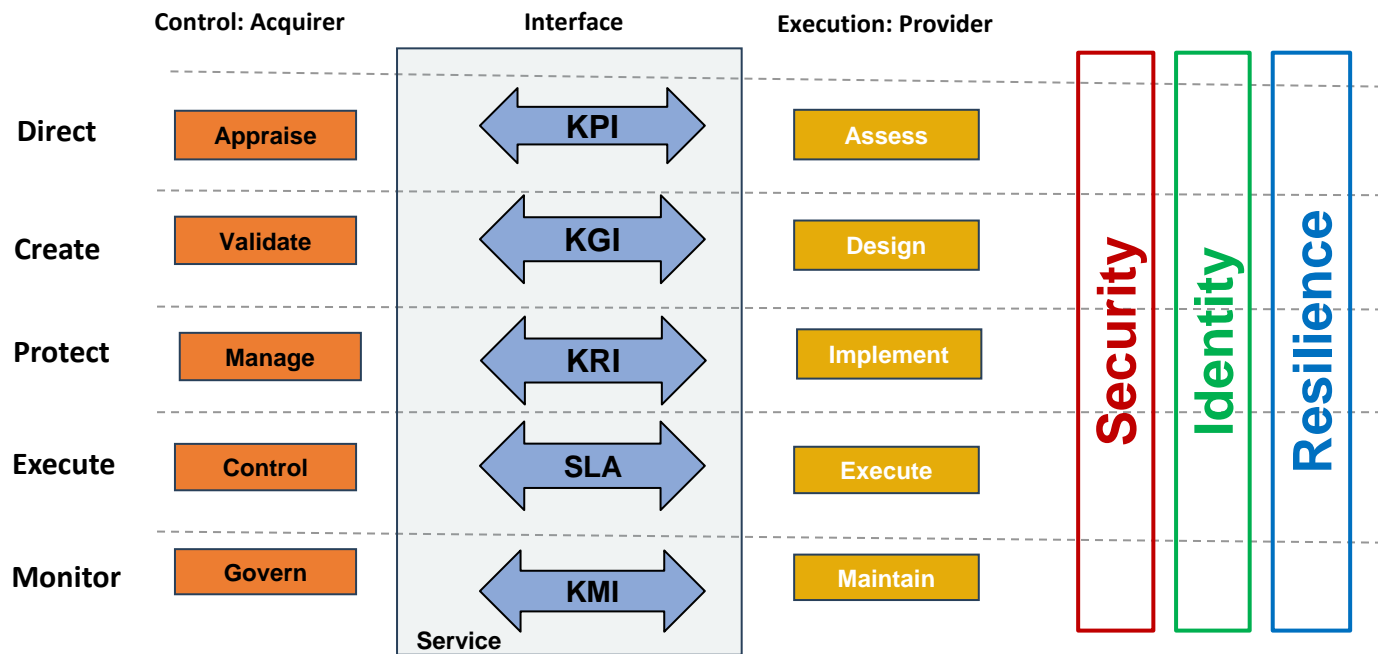 Control: Acquirer
Interface
Execution: Provider
Direct
Appraise
KPI
Assess
Create
Validate
KGI
Design
Protect
Manage
KRI
Implement
Execute
Control
SLA
Execute
Monitor
Govern
KMI
Maintain
Service
Security
Identity
Resilience